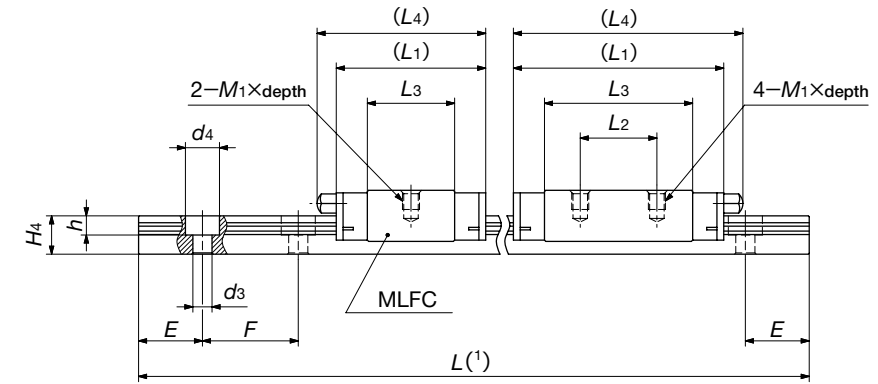 (L4) (L4)
(L1) (L1)
2−M1×depth L3 L3 4−M1×depth
L2
d4
H4 h
d3 MLFC
E F E
L(1)